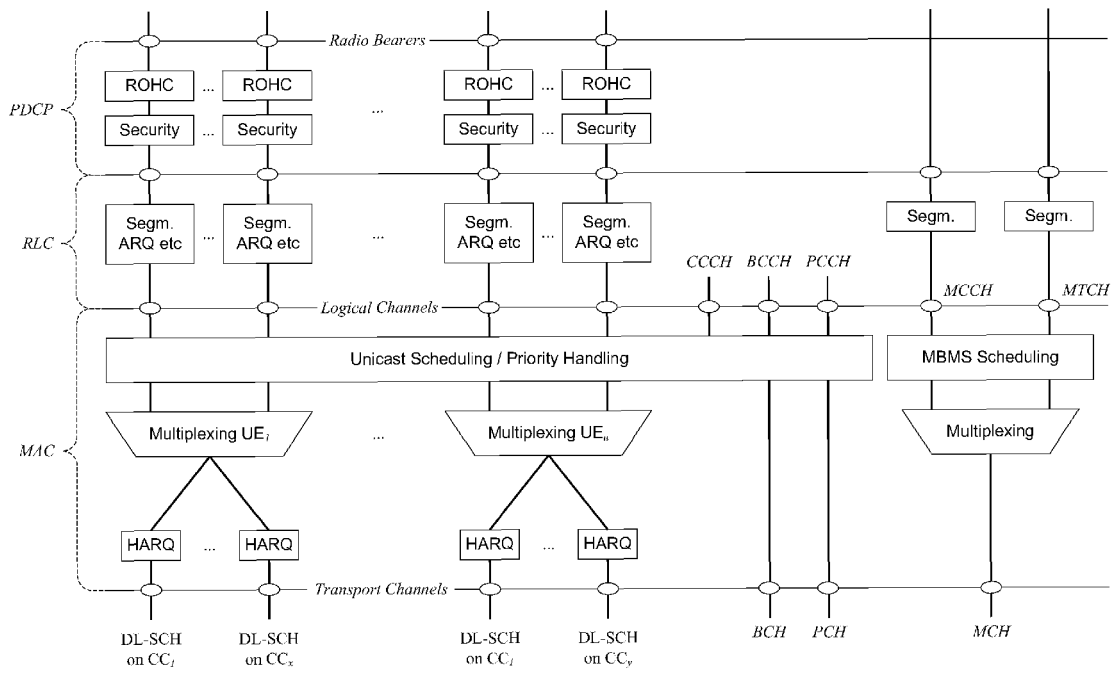 Radio Bearers
ROHC ... ROHC
ROHC ... ROHC
PDCP
...
Security ... Security
Security ... Security
Segm.
Segm.
Segm.
ARQ etc
...
Segm.
ARQ etc
...
Segm.
ARQ etc
...
Segm.
ARQ etc
RLC
CCCH
BCCH
PCCH
MCCH
MTCH
Logical Channels
Unicast Scheduling / Priority Handling
MBMS Scheduling
Multiplexing UE1
...
Multiplexing UEu
Multiplexing
MAC
HARQ ... HARQ
HARQ ... HARQ
Transport Channels
DL-SCH
on CC1
DL-SCH
on CCx
DL-SCH
on CC1
DL-SCH
on CCy
BCH
PCH
MCH